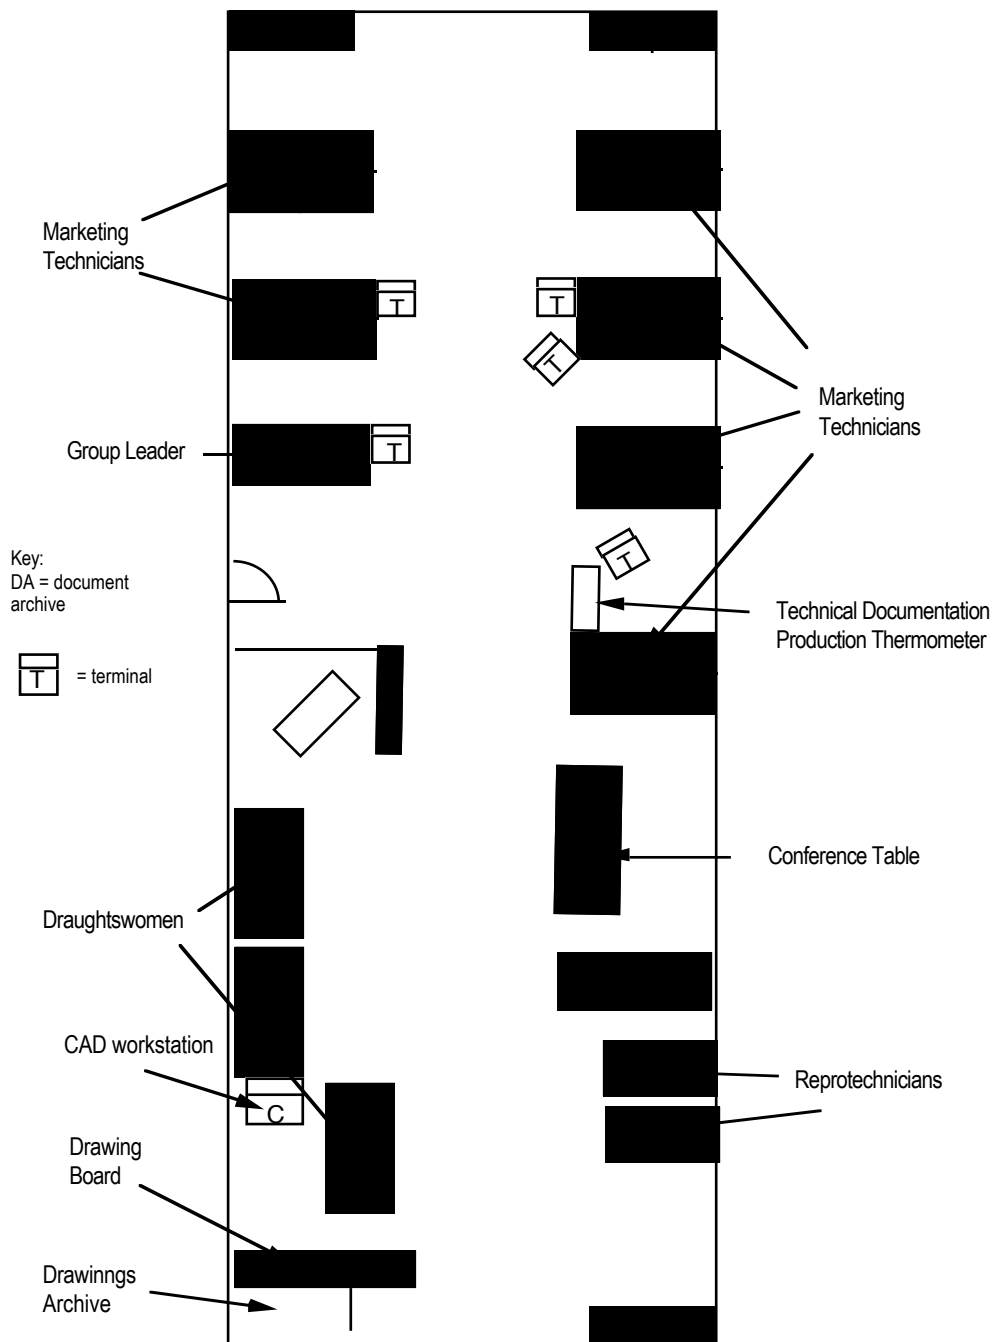 Marketing
Technicians
T
T
T
Marketing
Technicians
Group Leader
T
T
Key:
DA = document
archive
Technical Documentation
Production Thermometer
T
= terminal
Conference Table
Draughtswomen
CAD workstation
Reprotechnicians
C
Drawing
Board
Drawinngs
Archive